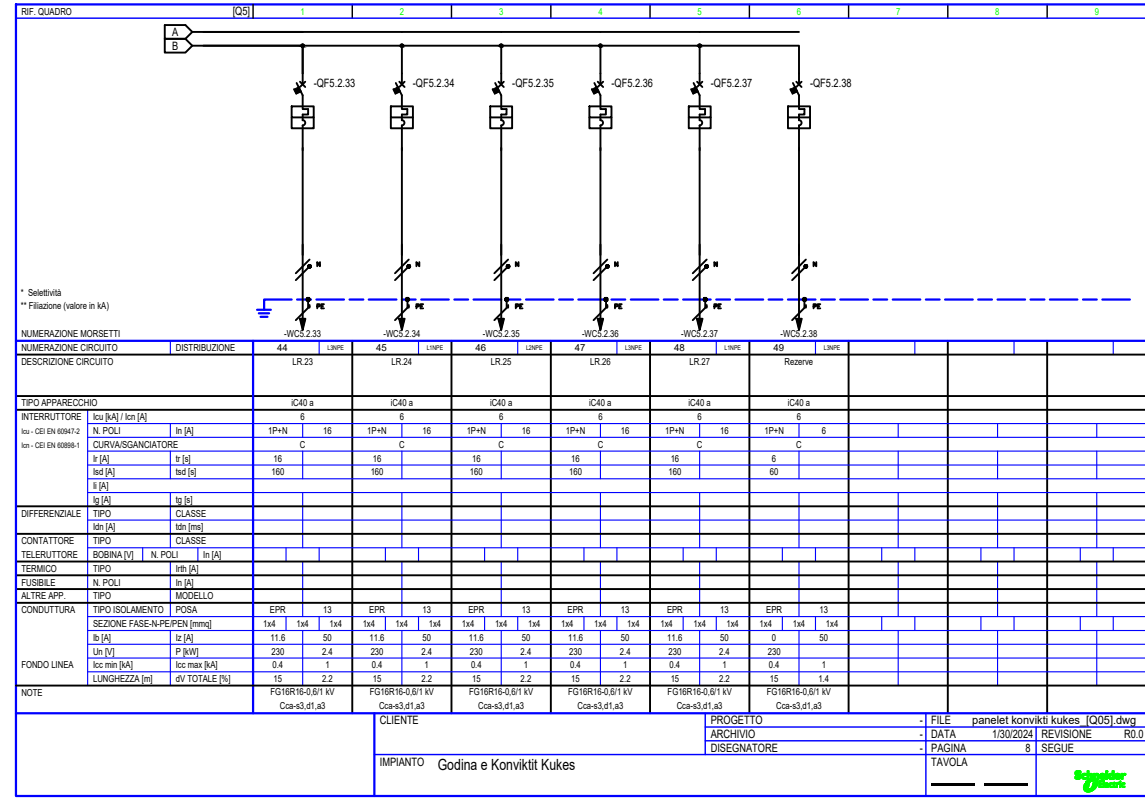 RIF. QUADRO [Q5] 1 2 3 4 5 6 7 8 9
A
B
-QF5.2.33 -QF5.2.34 -QF5.2.35 -QF5.2.36 -QF5.2.37 -QF5.2.38
N N N N N N
* Selettività
** Filiazione (valore in kA)
PE PE PE PE PE PE
NUMERAZIONE MORSETTI -WC5.2.33 -WC5.2.34 -WC5.2.35 -WC5.2.36 -WC5.2.37 -WC5.2.38
NUMERAZIONE CIRCUITO DISTRIBUZIONE 44 L3NPE 45 L1NPE 46 L2NPE 47 L3NPE 48 L1NPE 49 L3NPE
DESCRIZIONE CIRCUITO LR.23 LR.24 LR.25 LR.26 LR.27 Rezerve
TIPO APPARECCHIO iC40 a iC40 a iC40 a iC40 a iC40 a iC40 a
INTERRUTTORE Icu [kA] / Icn [A] 6 6 6 6 6 6
Icu - CEI EN 60947-2 N. POLI In [A] 1P+N 16 1P+N 16 1P+N 16 1P+N 16 1P+N 16 1P+N 6
Icn - CEI EN 60898-1 CURVA/SGANCIATORE C C C C C C
Ir [A] tr [s] 16 16 16 16 16 6
Isd [A] tsd [s] 160 160 160 160 160 60
Ii [A]
Ig [A] tg [s]
DIFFERENZIALE TIPO CLASSE
Idn [A] tdn [ms]
CONTATTORE TIPO CLASSE
TELERUTTORE BOBINA [V] N. POLI In [A]
TERMICO TIPO Irth [A]
FUSIBILE N. POLI In [A]
ALTRE APP. TIPO MODELLO
CONDUTTURA TIPO ISOLAMENTO POSA EPR 13 EPR 13 EPR 13 EPR 13 EPR 13 EPR 13
SEZIONE FASE-N-PE/PEN [mmq] 1x4 1x4 1x4 1x4 1x4 1x4 1x4 1x4 1x4 1x4 1x4 1x4 1x4 1x4 1x4 1x4 1x4 1x4
Ib [A] Iz [A] 11.6 50 11.6 50 11.6 50 11.6 50 11.6 50 0 50
Un [V] P [kW] 230 2.4 230 2.4 230 2.4 230 2.4 230 2.4 230
FONDO LINEA Icc min [kA] Icc max [kA] 0.4 1 0.4 1 0.4 1 0.4 1 0.4 1 0.4 1
LUNGHEZZA [m] dV TOTALE [%] 15 2.2 15 2.2 15 2.2 15 2.2 15 2.2 15 1.4
NOTE FG16R16-0,6/1 kV FG16R16-0,6/1 kV FG16R16-0,6/1 kV FG16R16-0,6/1 kV FG16R16-0,6/1 kV FG16R16-0,6/1 kV
Cca-s3,d1,a3 Cca-s3,d1,a3 Cca-s3,d1,a3 Cca-s3,d1,a3 Cca-s3,d1,a3 Cca-s3,d1,a3
CLIENTE PROGETTO - FILE panelet konvikti kukes_[Q05].dwg
ARCHIVIO - DATA 1/30/2024 REVISIONE R0.0
DISEGNATORE - PAGINA 8 SEGUE
IMPIANTO Godina e Konviktit Kukes TAVOLA
Schneider
Electric